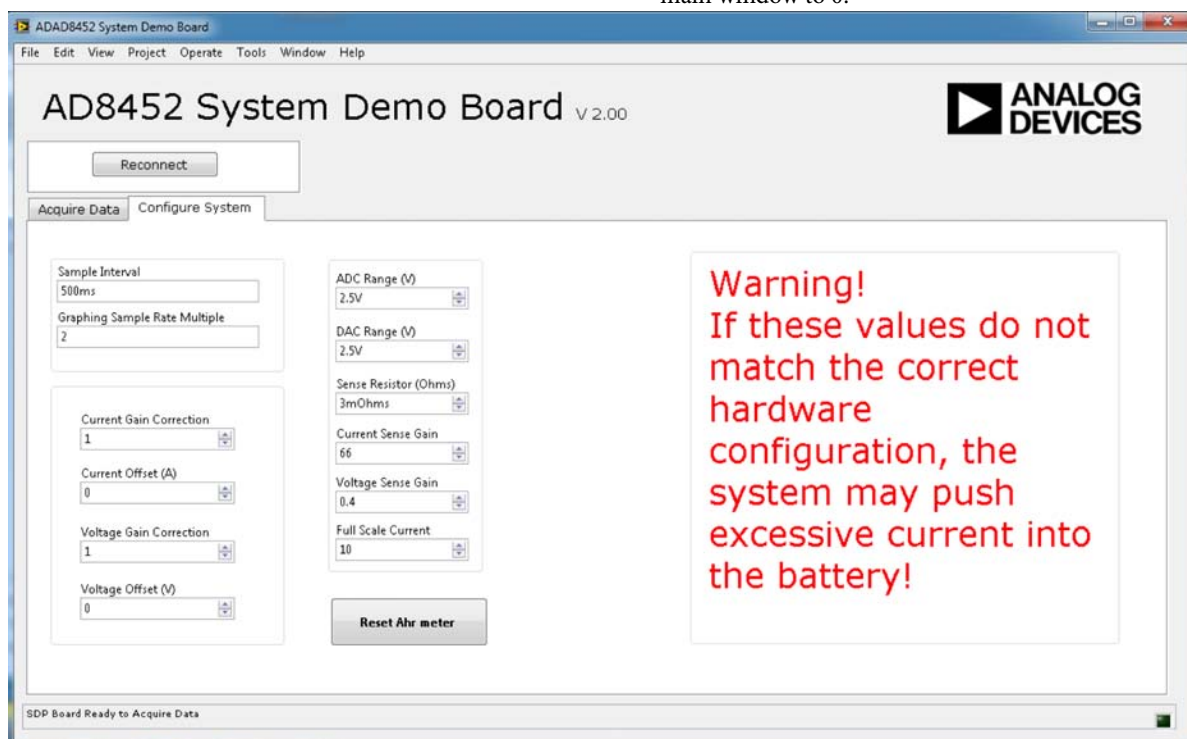 main window to 0.
ADAD8452 System Demo Board
File Edit View Project Operate Tools Window Help
AD8452 System Demo Board V 2.00
ANALOG
DEVICES
Reconnect
Acquire Data Configure System
Sample Interval
500ms
Graphing Sample Rate Multiple
2
Current Gain Correction
1
Current Offset (A)
0
Voltage Gain Correction
1
Voltage Offset (V)
0
ADC Range (V)
2.5V
DAC Range (V)
2.5V
Sense Resistor (Ohms)
3mOhms
Current Sense Gain
66
Voltage Sense Gain
0.4
Full Scale Current
10
Reset Ahr meter
Warning!
If these values do not
match the correct
hardware
configuration, the
system may push
excessive current into
the battery!
SDP Board Ready to Acquire Data